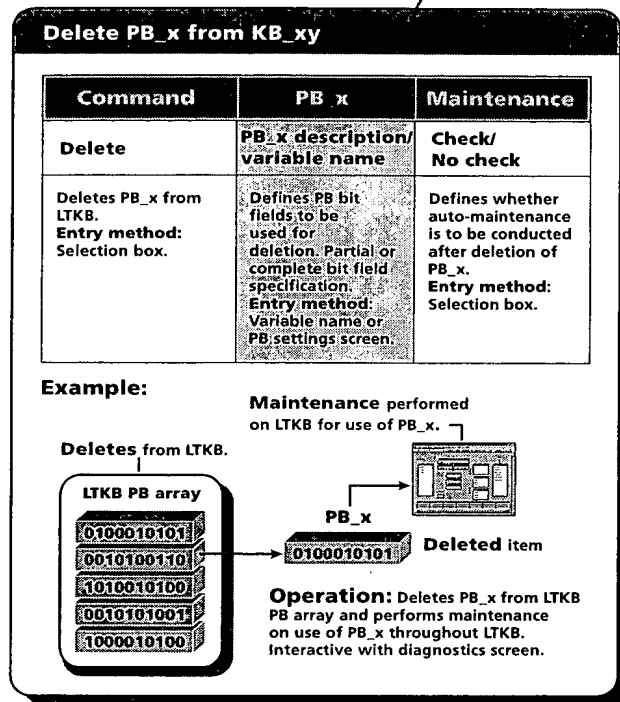 Delete PB_x from KB_xy
Command
PB_x
Maintenance
Delete
PB_x description/
variable name
Check/
No check
Deletes PB_x from
LTKB.
Entry method:
Selection box.
Defines PB bit
fields to be
used for
deletion. Partial or
complete bit field
specification.
Entry method:
Variable name or
PB settings screen.
Defines whether
auto-maintenance
is to be conducted
after deletion of
PB_x.
Entry method:
Selection box.
Example:
Maintenance performed
on LTKB for use of PB_x.
Deletes from LTKB.
LTKB PB array
0100010101
0010100110
1010010100
0010101001
1000010100
PB_x
0100010101
Deleted item
Operation: Deletes PB_x from LTKB
PB array and performs maintenance
on use of PB_x throughout LTKB.
Interactive with diagnostics screen.